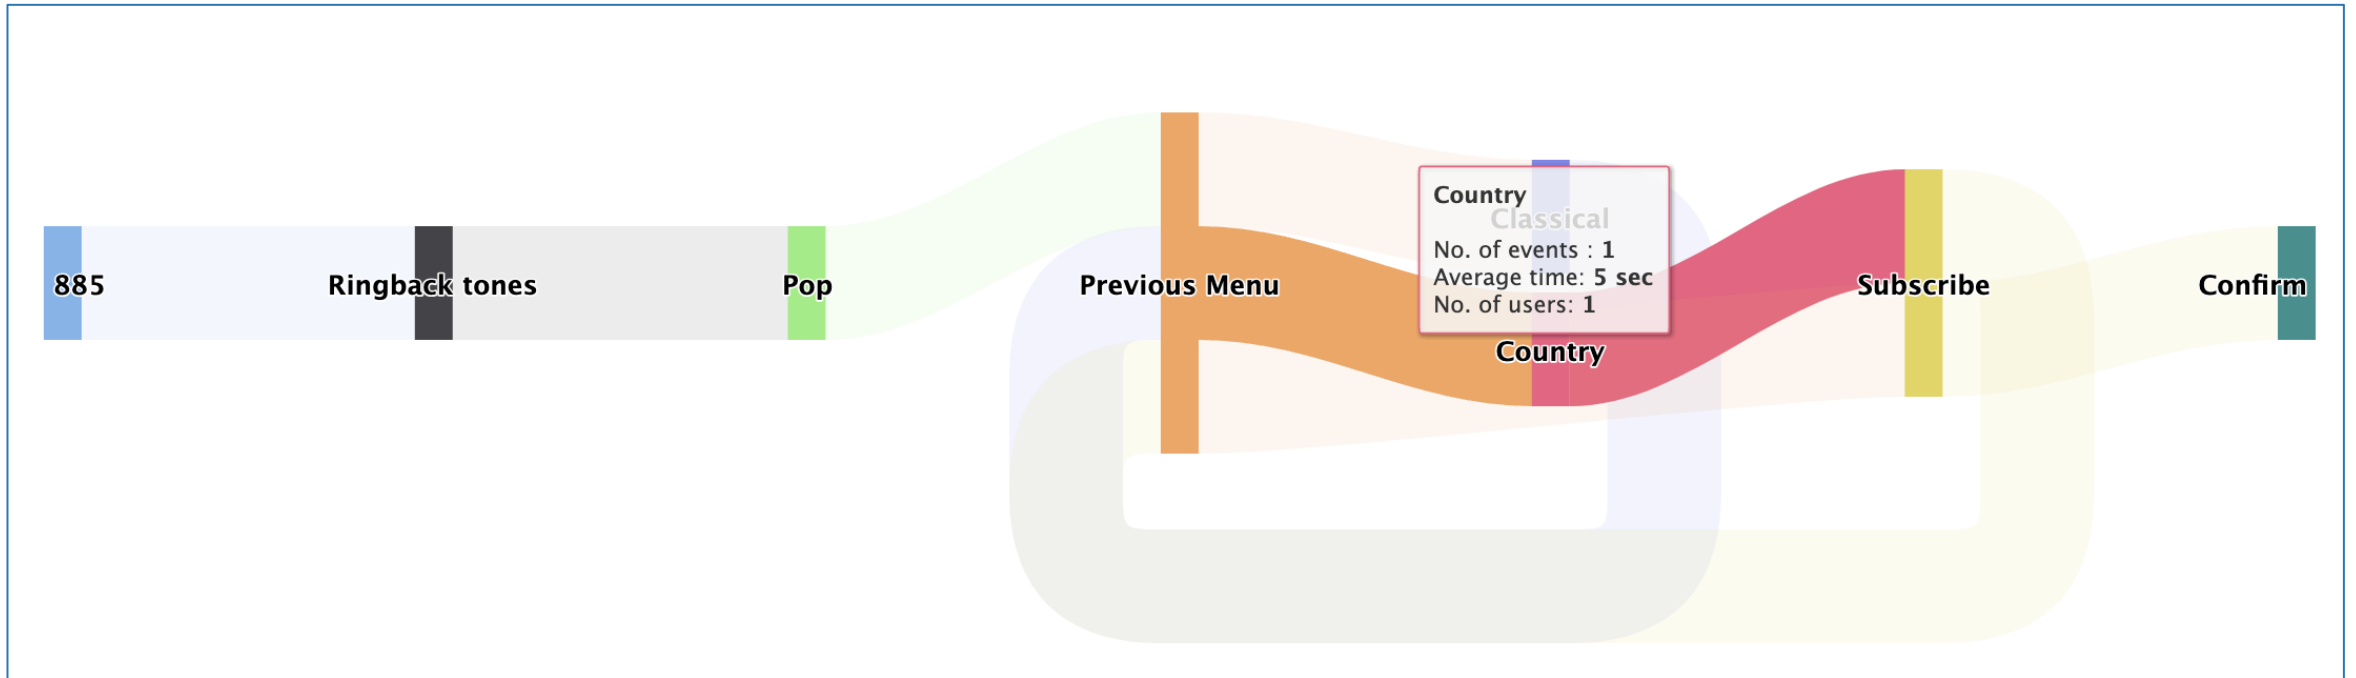 885
Ringback tones
Pop
Previous Menu
Country
Classical
No. of events : 1
Average time: 5 sec
No. of users: 1
Country
Subscribe
Confirm